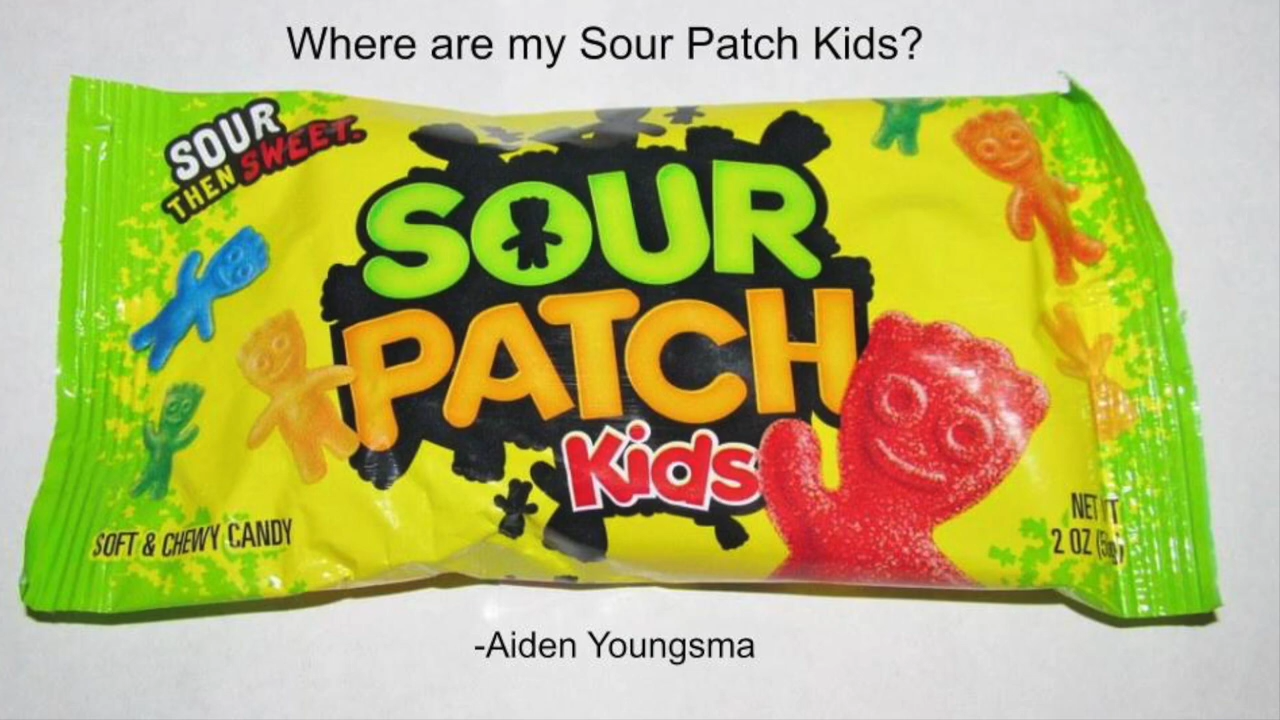 Where are my Sour Patch Kids?
SOUR
THEN SWEET.
SOUR
PATCH
Kids
SOFT & CHEWY CANDY
NET
2 OZ
-Aiden Youngsma